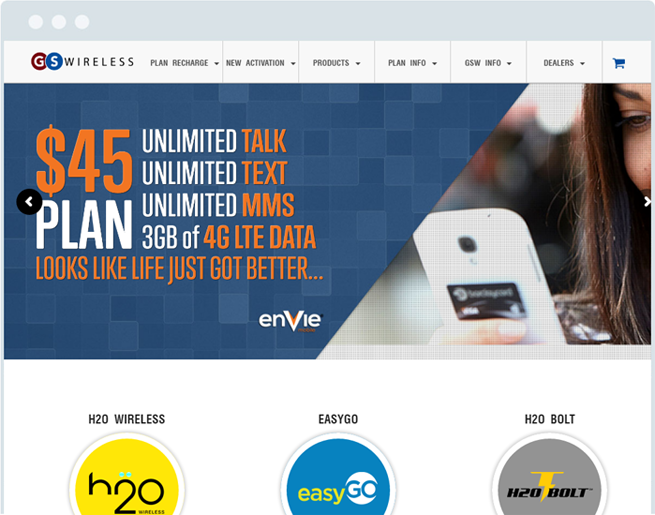 GS WIRELESS
PLAN RECHARGE NEW ACTIVATION PRODUCTS PLAN INFO GSW INFO DEALERS
$45
PLAN
UNLIMITED TALK
UNLIMITED TEXT
UNLIMITED MMS
3GB of 4G LTE DATA
LOOKS LIKE LIFE JUST GOT BETTER...
enVie
H2O WIRELESS EASYGO H2O BOLT
h2o
WIRELESS
easyGO
H2O BOLT